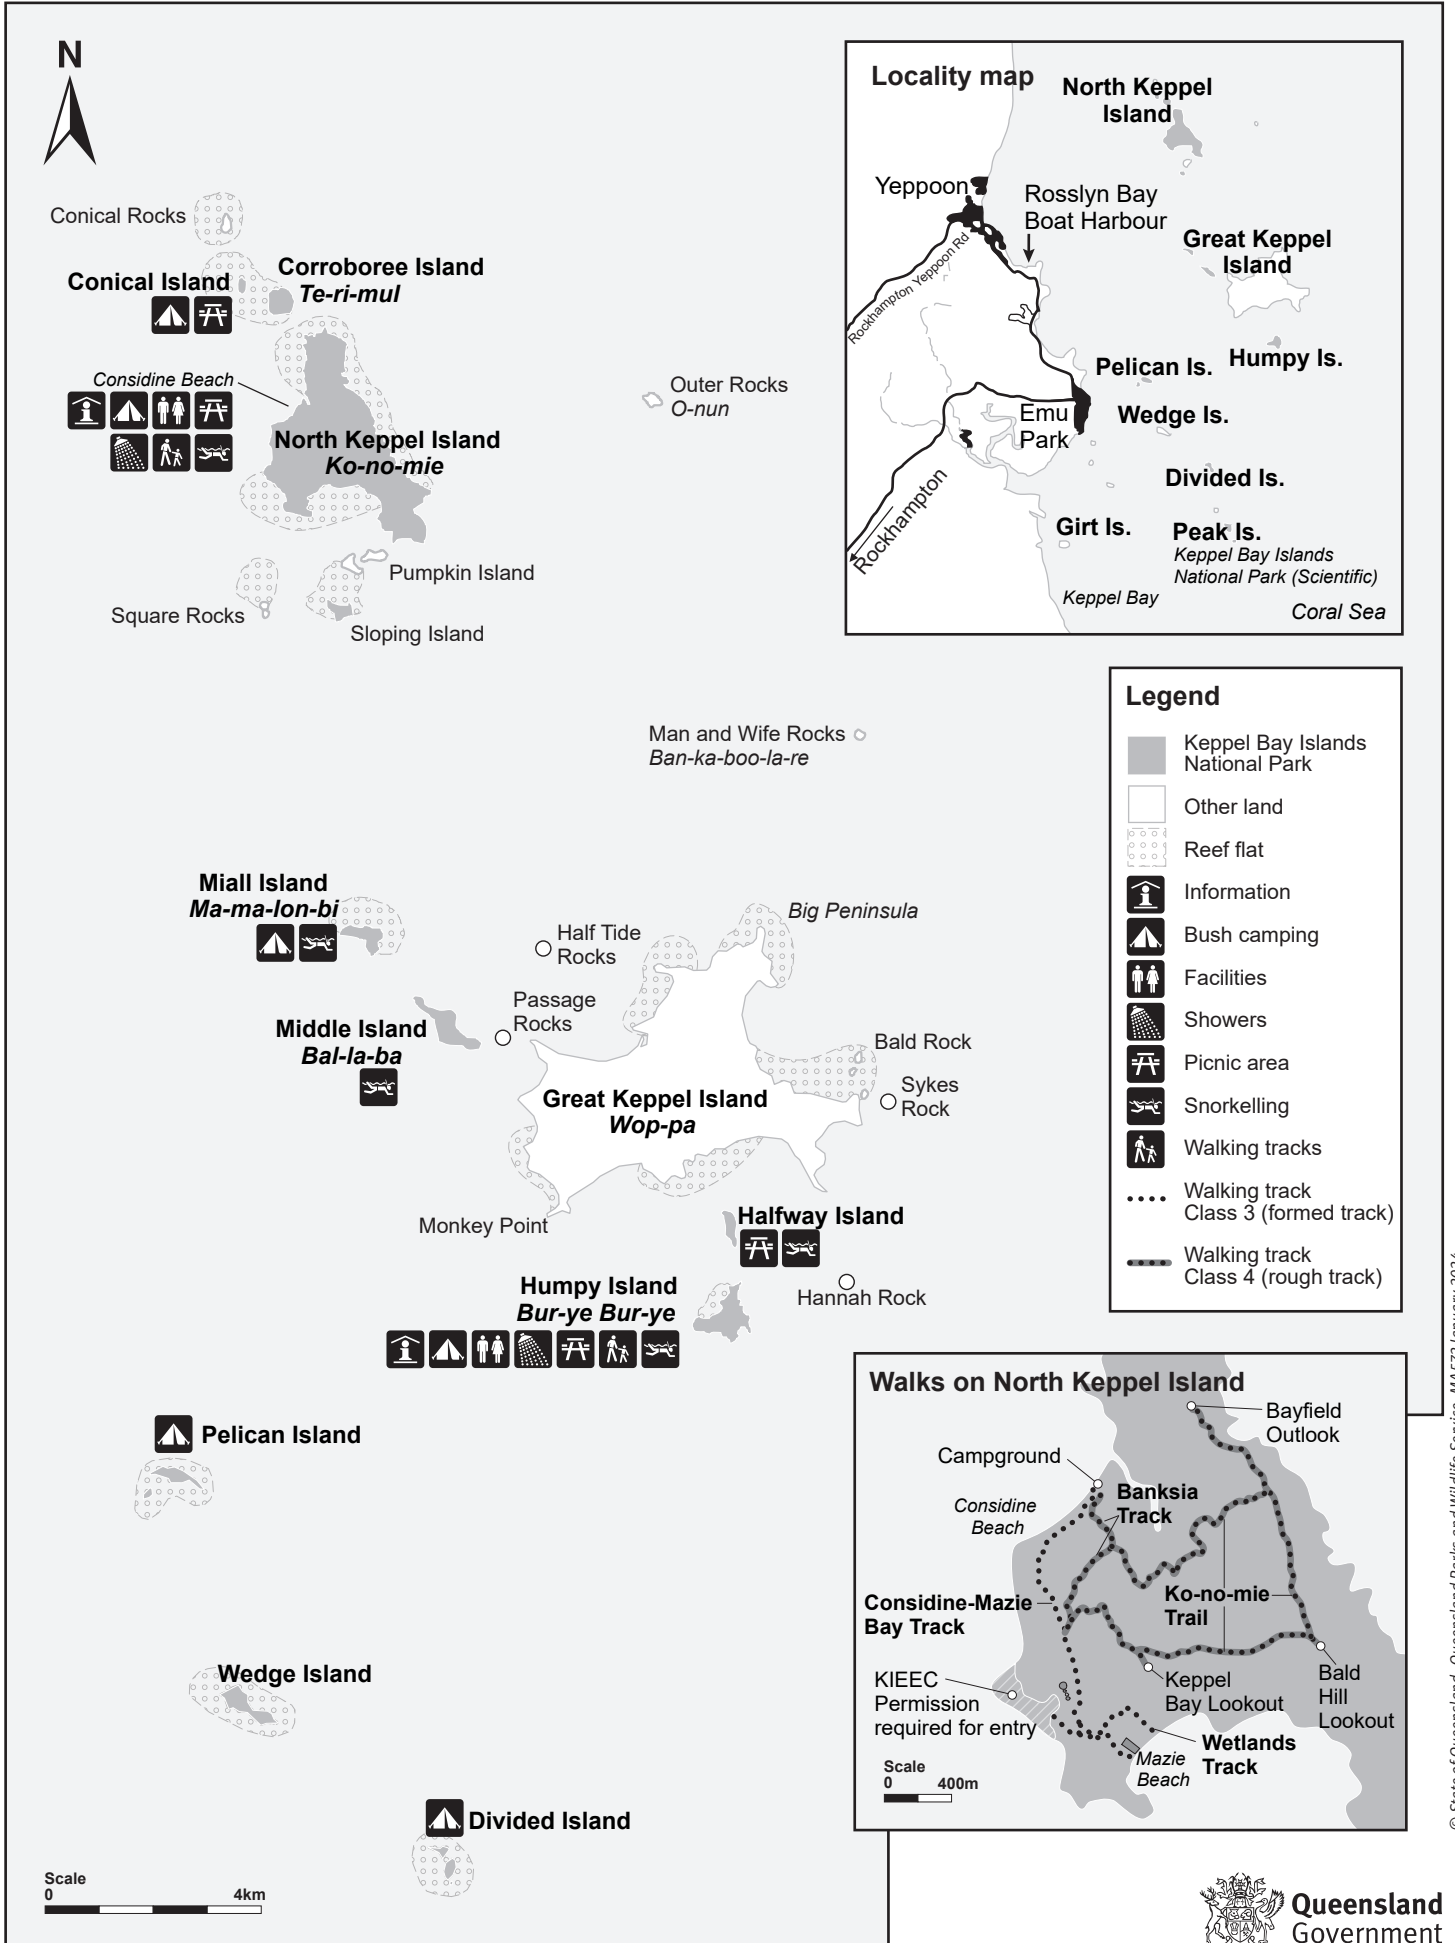 N
Conical Rocks
Conical Island
Corroboree Island
Te-ri-mul
Considine Beach
North Keppel Island
Ko-no-mie
Outer Rocks
O-nun
Pumpkin Island
Square Rocks
Sloping Island
Man and Wife Rocks
Ban-ka-boo-la-re
Miall Island
Ma-ma-lon-bi
Half Tide
Rocks
Big Peninsula
Passage
Rocks
Middle Island
Bal-la-ba
Bald Rock
Sykes
Rock
Great Keppel Island
Wop-pa
Monkey Point
Halfway Island
Hannah Rock
Humpy Island
Bur-ye Bur-ye
Pelican Island
Wedge Island
Divided Island
Scale
0 4km
Locality map
North Keppel
Island
Yeppoon
Rosslyn Bay
Boat Harbour
Rockhampton Yeppoon Rd
Great Keppel
Island
Pelican Is.
Humpy Is.
Emu
Park
Wedge Is.
Divided Is.
Rockhampton
Girt Is.
Peak Is.
Keppel Bay Islands
National Park (Scientific)
Keppel Bay
Coral Sea
Legend
Keppel Bay Islands
National Park
Other land
Reef flat
Information
Bush camping
Facilities
Showers
Picnic area
Snorkelling
Walking tracks
Walking track
Class 3 (formed track)
Walking track
Class 4 (rough track)
Walks on North Keppel Island
Bayfield
Outlook
Campground
Banksia
Track
Considine
Beach
Considine-Mazie
Bay Track
Ko-no-mie
Trail
KIEEC
Permission
required for entry
Keppel
Bay Lookout
Bald
Hill
Lookout
Wetlands
Track
Mazie
Beach
Scale
0 400m
Queensland
Government